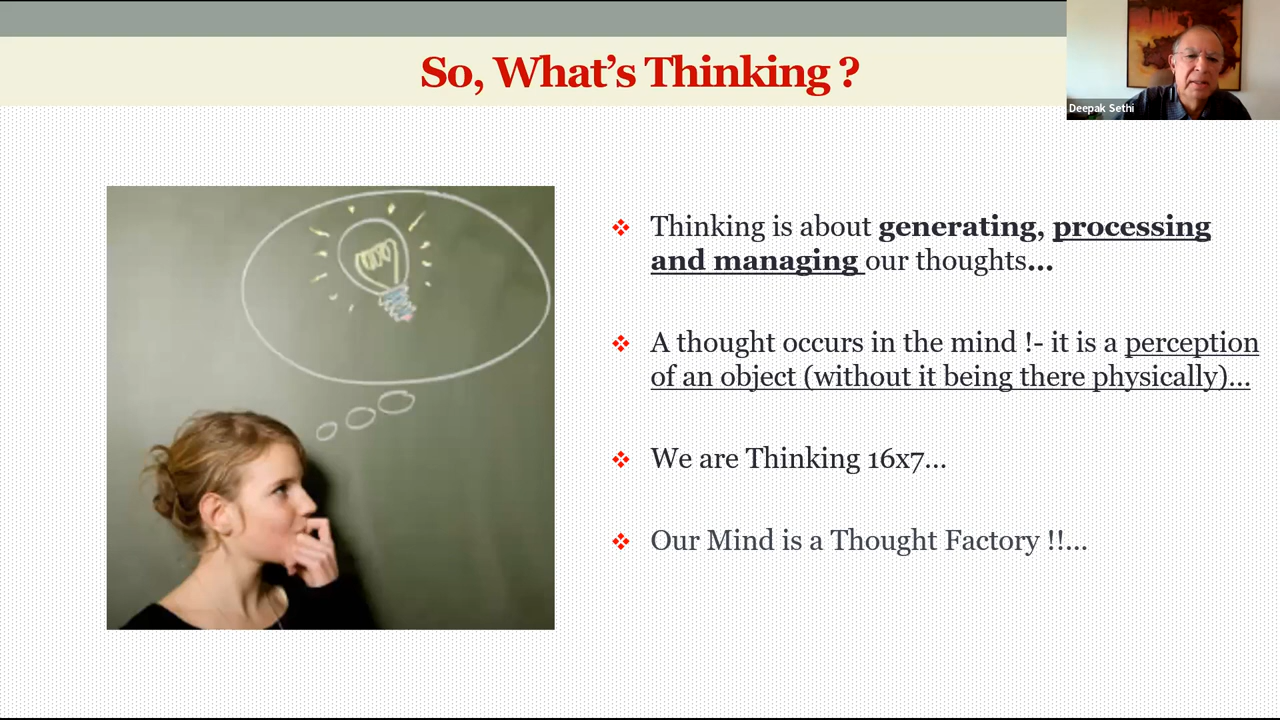 So, What's Thinking ?
Deepak Sethi
❖ Thinking is about generating, processing
and managing our thoughts...
❖ A thought occurs in the mind !- it is a perception
of an object (without it being there physically)...
❖ We are Thinking 16x7...
❖ Our Mind is a Thought Factory !!...